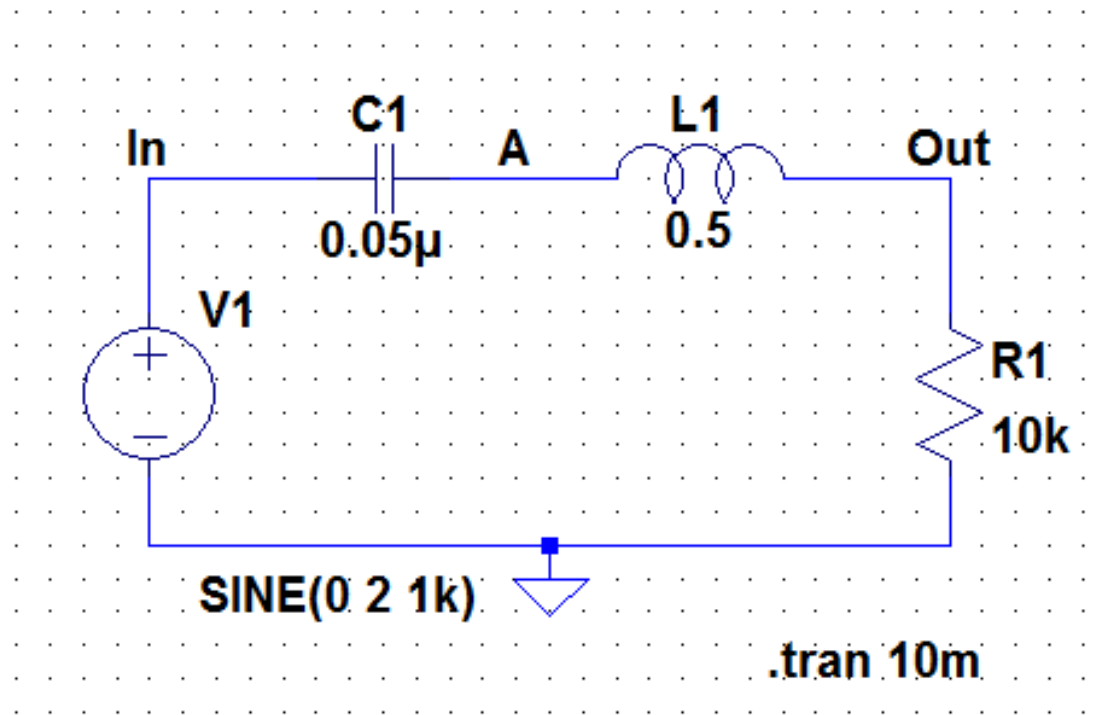 C1
L1
In
A
Out
0.05µ
0.5
V1
R1
10k
SINE(0 2 1k)
.tran 10m